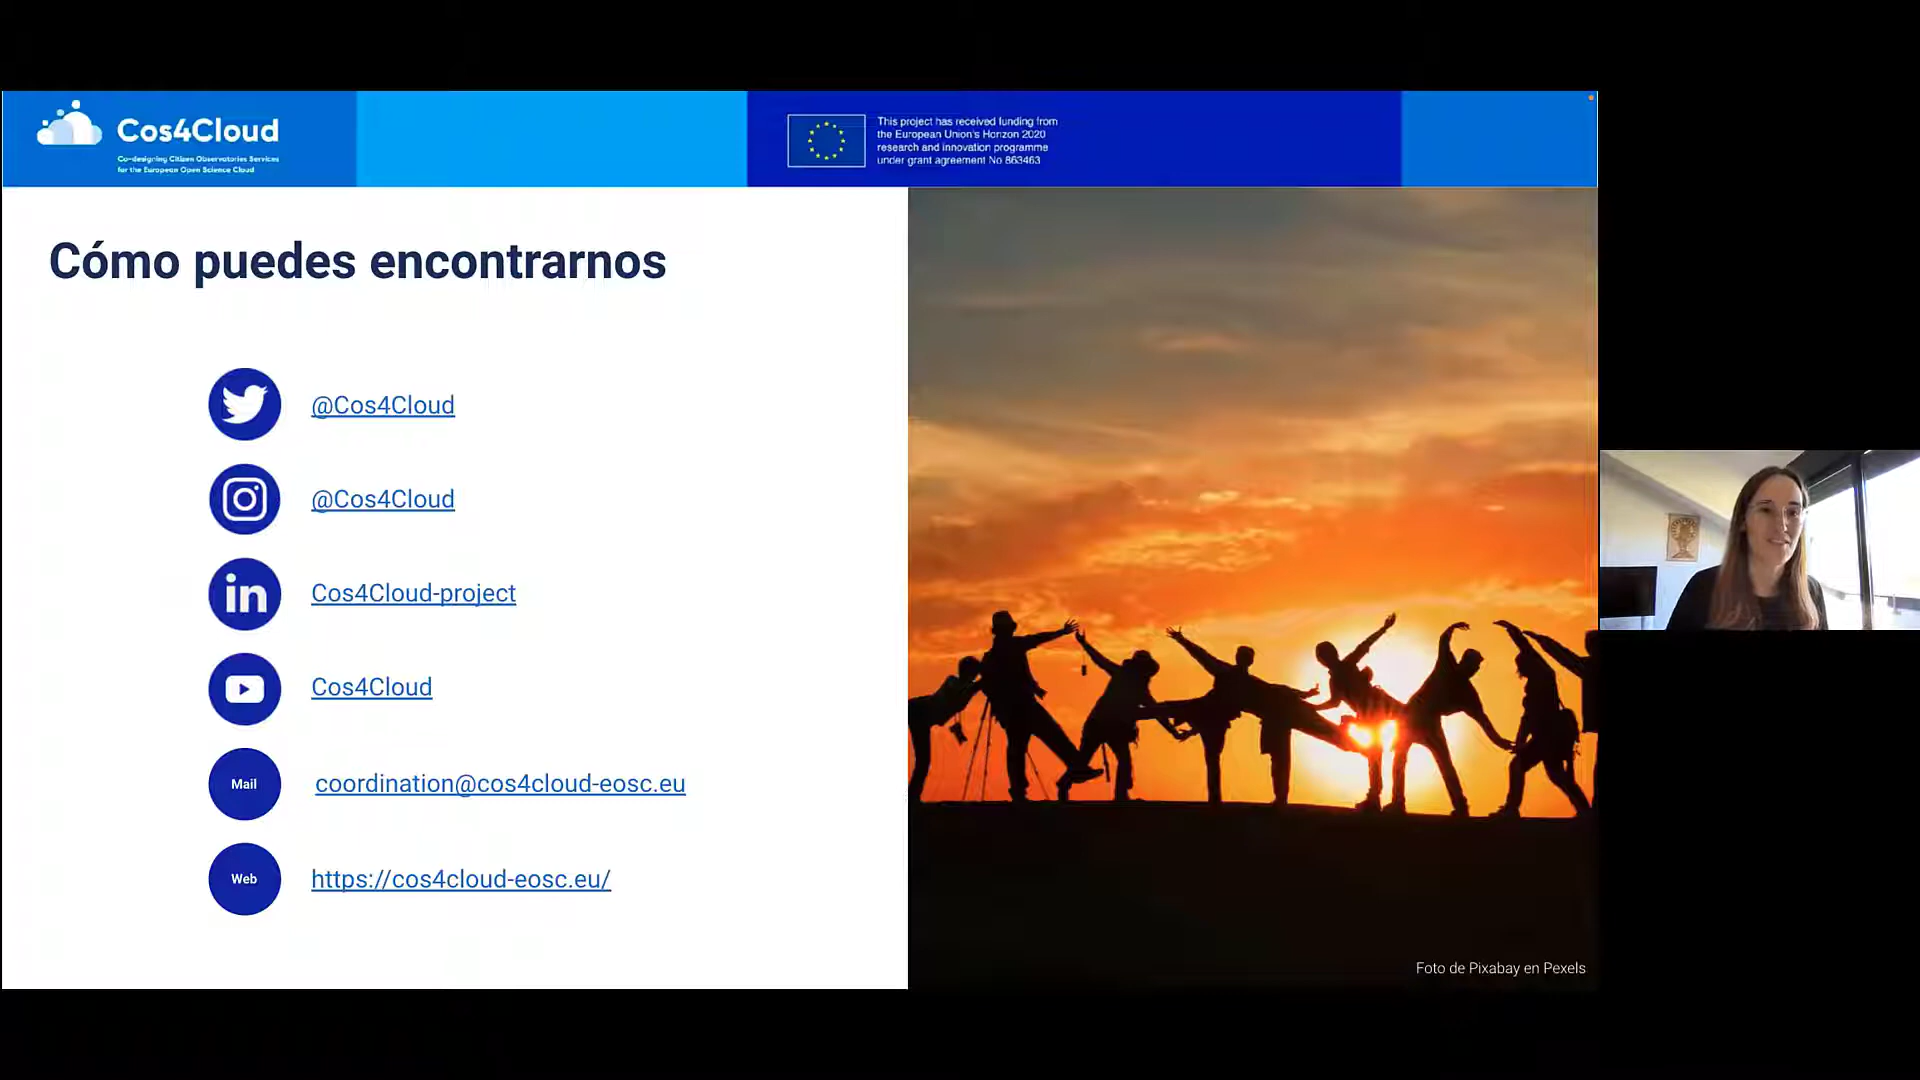 Cos4Cloud
Co-designing Citizen Observatories Services
for the European Open Science Cloud
This project has received funding from
the European Union's Horizon 2020
research and innovation programme
under grant agreement No 863463
Cómo puedes encontrarnos
@Cos4Cloud
@Cos4Cloud
in Cos4Cloud-project
Cos4Cloud
Mail coordination@cos4cloud-eosc.eu
Web https://cos4cloud-eosc.eu/
Foto de Pixabay en Pexels